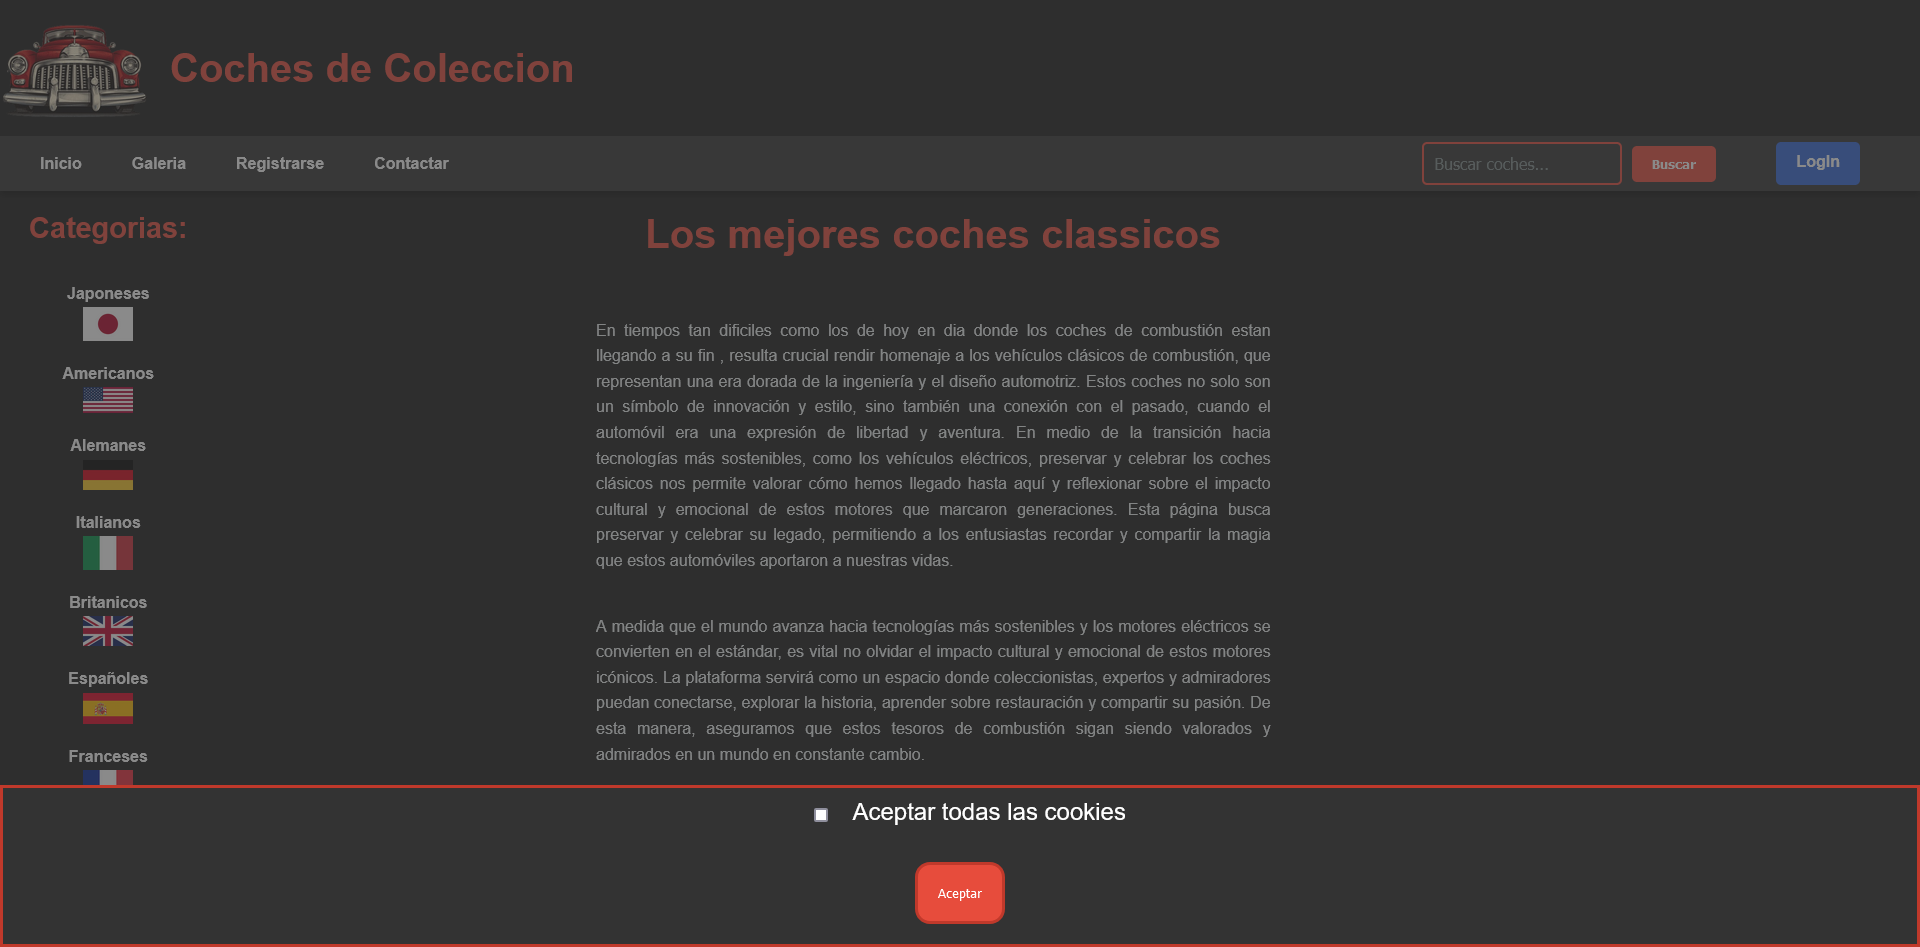 Coches de Coleccion
Inicio
Galeria
Registrarse
Contactar
Buscar coches...
Buscar
LogIn
Categorias:
Japoneses
Americanos
Alemanes
Italianos
Britanicos
Españoles
Franceses
Los mejores coches classicos
En tiempos tan dificiles como los de hoy en dia donde los coches de combustión estan
llegando a su fin , resulta crucial rendir homenaje a los vehículos clásicos de combustión, que
representan una era dorada de la ingeniería y el diseño automotriz. Estos coches no solo son
un símbolo de innovación y estilo, sino también una conexión con el pasado, cuando el
automóvil era una expresión de libertad y aventura. En medio de la transición hacia
tecnologías más sostenibles, como los vehículos eléctricos, preservar y celebrar los coches
clásicos nos permite valorar cómo hemos llegado hasta aquí y reflexionar sobre el impacto
cultural y emocional de estos motores que marcaron generaciones. Esta página busca
preservar y celebrar su legado, permitiendo a los entusiastas recordar y compartir la magia
que estos automóviles aportaron a nuestras vidas.
A medida que el mundo avanza hacia tecnologías más sostenibles y los motores eléctricos se
convierten en el estándar, es vital no olvidar el impacto cultural y emocional de estos motores
icónicos. La plataforma servirá como un espacio donde coleccionistas, expertos y admiradores
puedan conectarse, explorar la historia, aprender sobre restauración y compartir su pasión. De
esta manera, aseguramos que estos tesoros de combustión sigan siendo valorados y
admirados en un mundo en constante cambio.
Aceptar todas las cookies
Aceptar